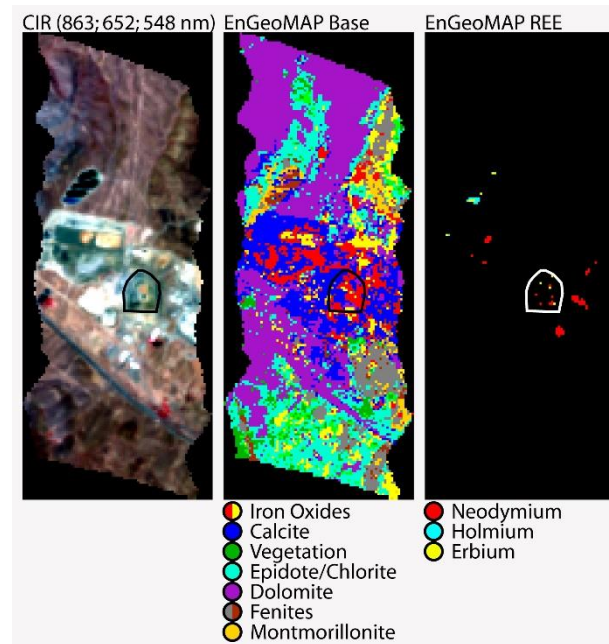 CIR (863; 652; 548 nm) EnGeoMAP Base EnGeoMAP REE
Iron Oxides
Calcite
Vegetation
Epidote/Chlorite
Dolomite
Fenites
Montmorillonite
Neodymium
Holmium
Erbium